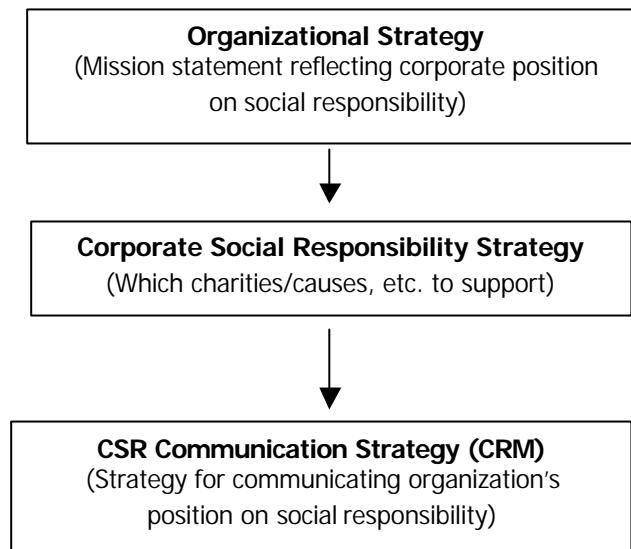 Organizational Strategy
(Mission statement reflecting corporate position
on social responsibility)
Corporate Social Responsibility Strategy
(Which charities/causes, etc. to support)
CSR Communication Strategy (CRM)
(Strategy for communicating organization’s
position on social responsibility)